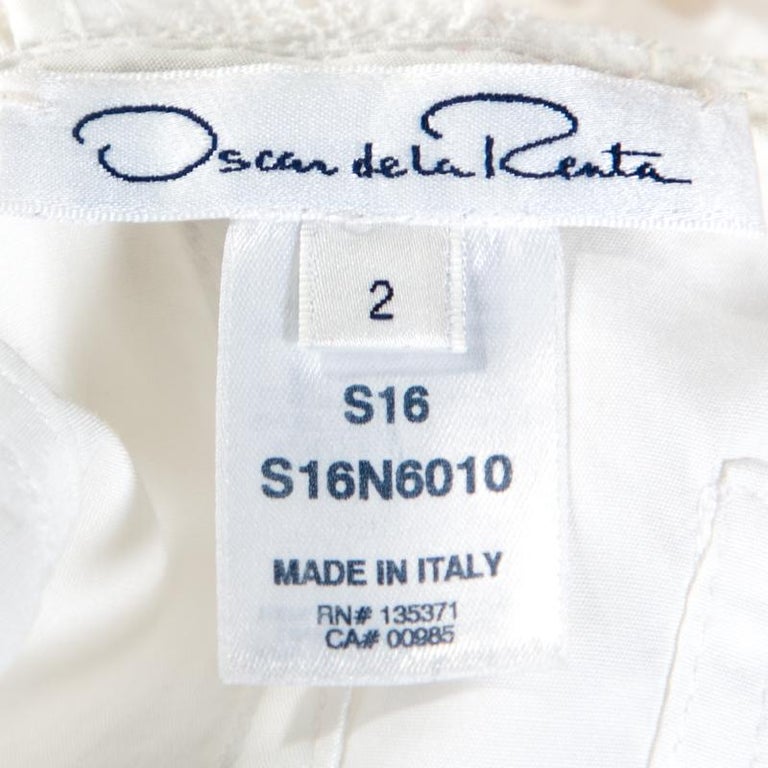 Oscar de la Renta
2
S16
S16N6010
MADE IN ITALY
RN# 135371
CA# 00985